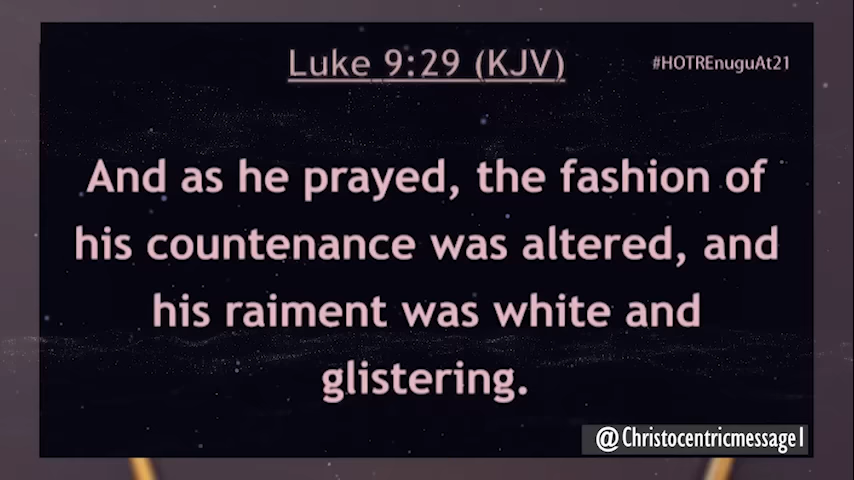 Luke 9:29 (KJV)
#HOTREnuguAt21
And as he prayed, the fashion of
his countenance was altered, and
his raiment was white and
glistering.
@Christocentricmessage1